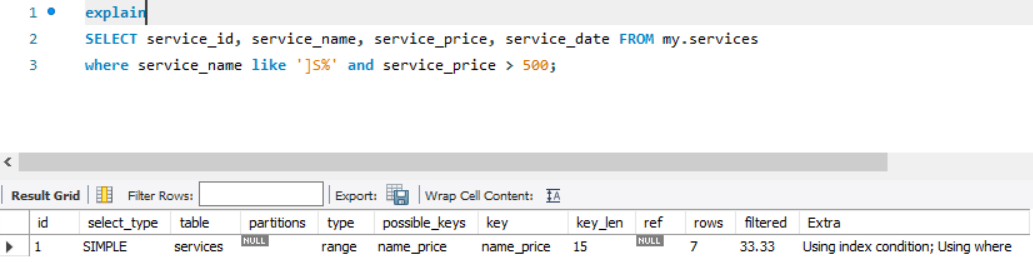 1 explain
2 SELECT service_id, service_name, service_price, service_date FROM my.services
3 where service_name like ']S%' and service_price > 500;
Result Grid Filter Rows: Export: Wrap Cell Content: IA
id select_type table partitions type possible_keys key key_len ref rows filtered Extra
1 SIMPLE services NULL range name_price name_price 15 NULL 7 33.33 Using index condition; Using where